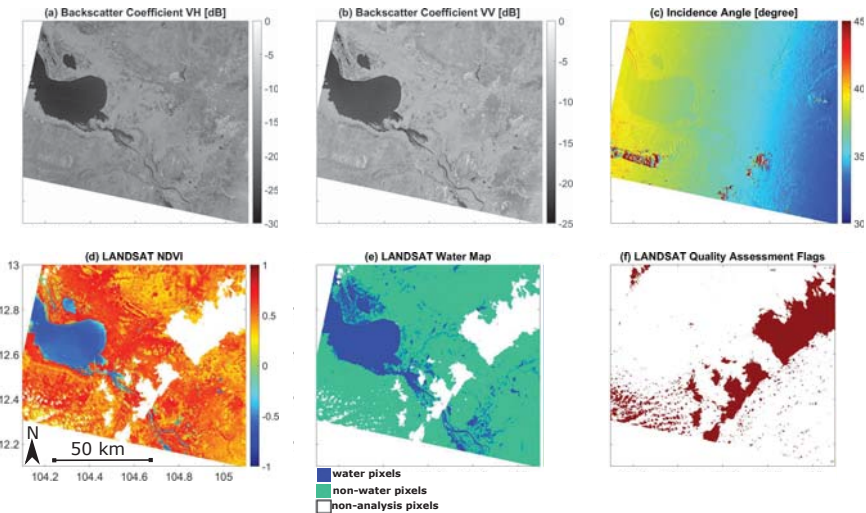 (a) Backscatter Coefficient VH [dB]
(b) Backscatter Coefficient VV [dB]
(c) Incidence Angle [degree]
0
-5
-10
-15
-20
-25
-30
0
-5
-10
-15
-20
-25
45
40
35
30
(d) LANDSAT NDVI
(e) LANDSAT Water Map
(f) LANDSAT Quality Assessment Flags
13
12.8
12.6
12.4
12.2
1
0.5
0
-0.5
-1
N
50 km
104.2 104.4 104.6 104.8 105
water pixels
non-water pixels
non-analysis pixels